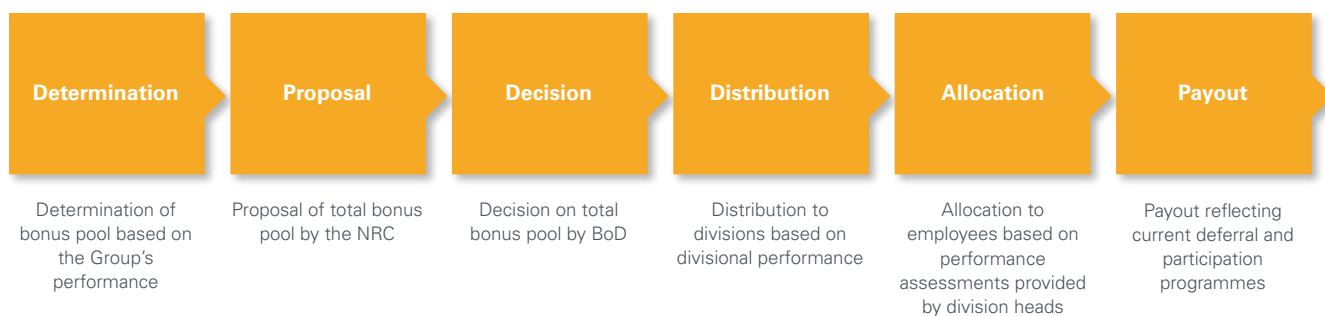 Determination
Proposal
Decision
Distribution
Allocation
Payout
Determination of
bonus pool based on
the Group's
performance
Proposal of total bonus
pool by the NRC
Decision on total
bonus pool by BoD
Distribution to
divisions based on
divisional performance
Allocation to
employees based on
performance
assessments provided
by division heads
Payout reflecting
current deferral and
participation
programmes